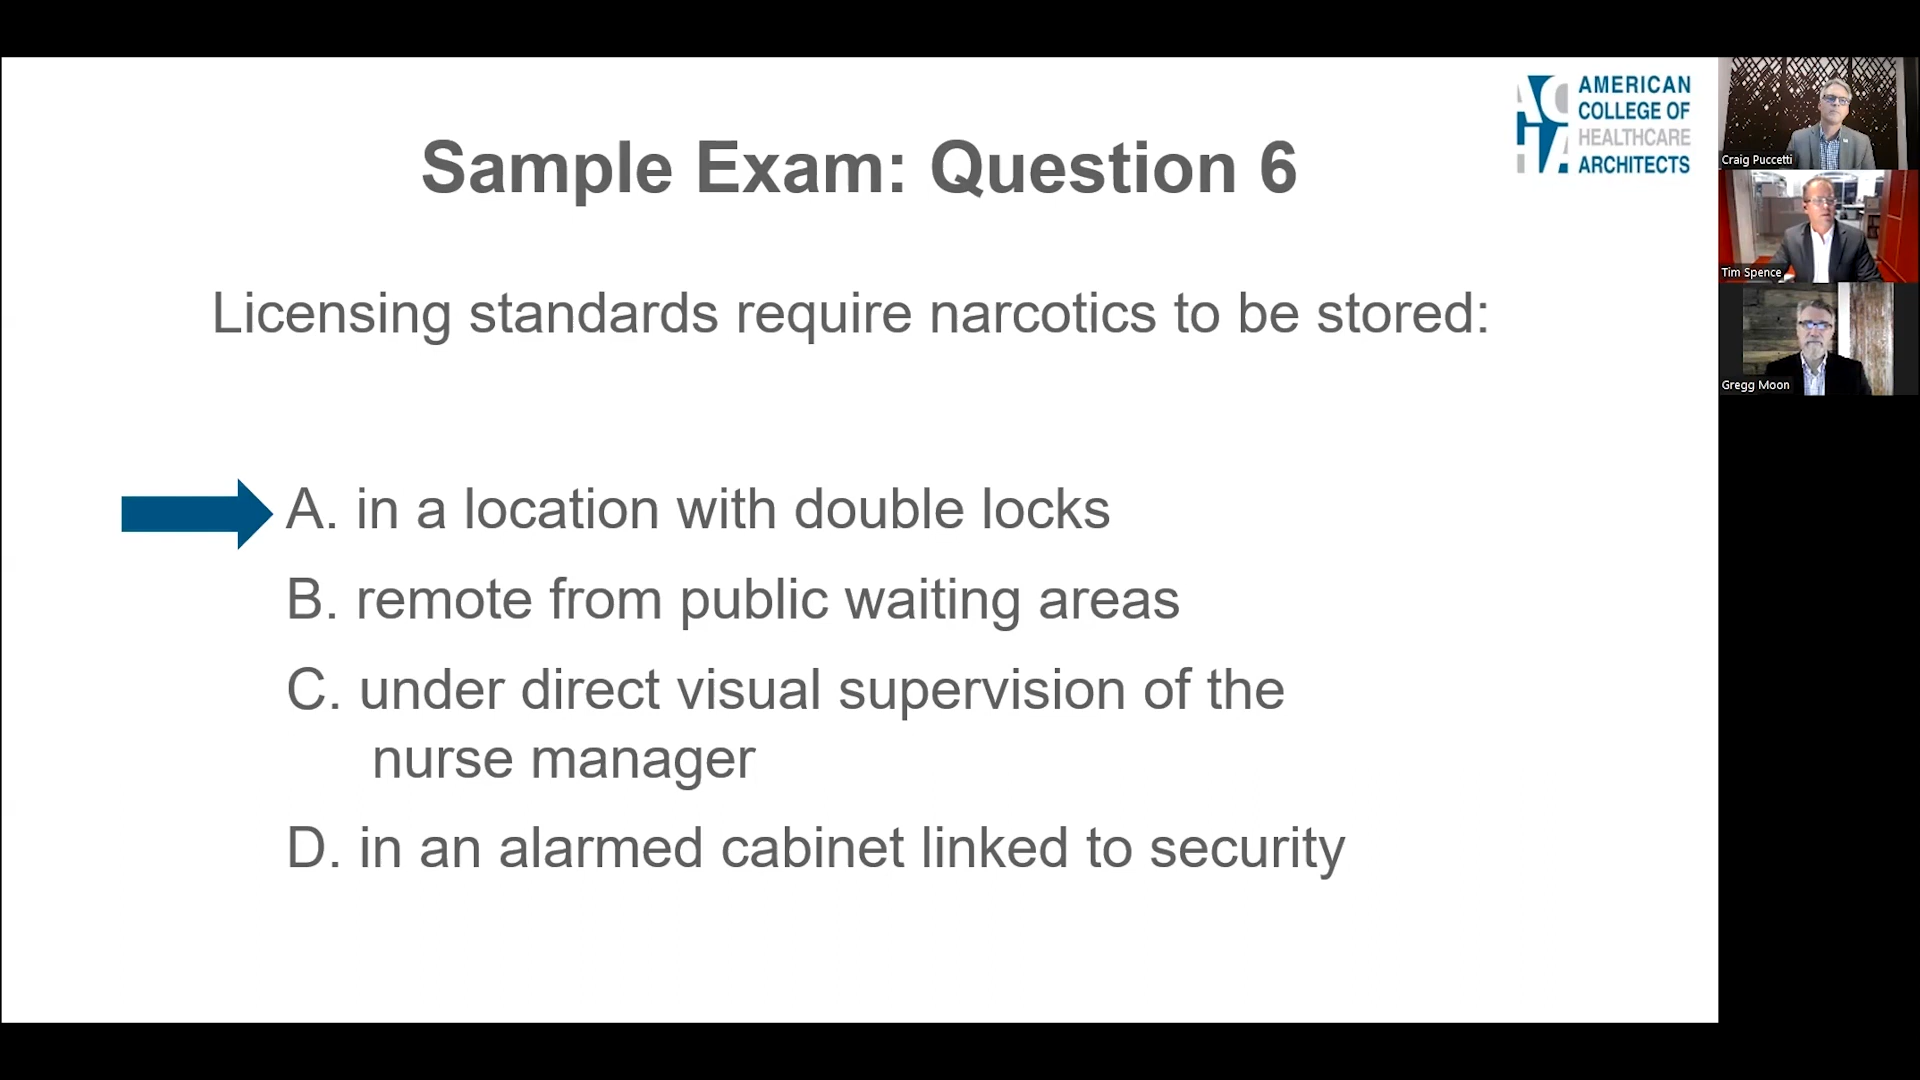 Sample Exam: Question 6
ACHA
AMERICAN
COLLEGE OF
HEALTHCARE
ARCHITECTS
Licensing standards require narcotics to be stored:
A. in a location with double locks
B. remote from public waiting areas
C. under direct visual supervision of the
nurse manager
D. in an alarmed cabinet linked to security
Craig Puccetti
Tim Spence
Gregg Moon